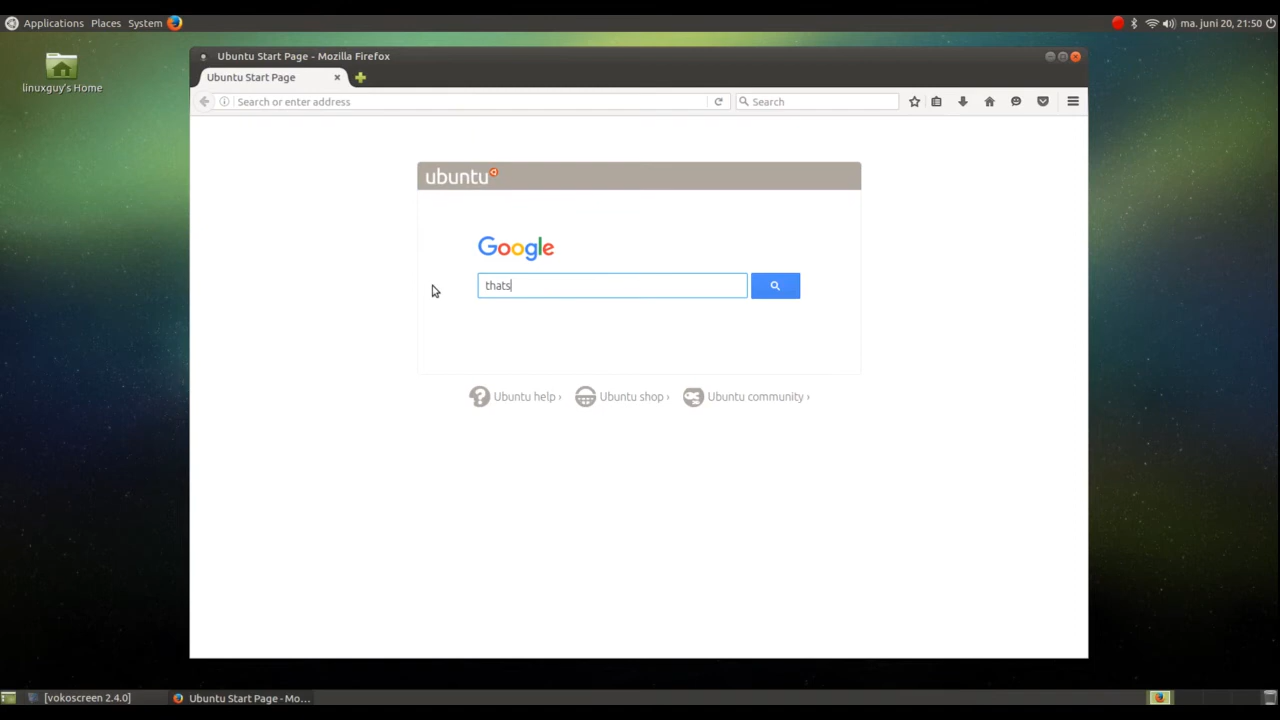 Applications Places System
ma. juni 20, 21:50
linuxguy's Home
Ubuntu Start Page - Mozilla Firefox
Ubuntu Start Page
Search or enter address
Search
ubuntu
Google
thats
Ubuntu help ›
Ubuntu shop ›
Ubuntu community ›
[vokoscreen 2.4.0]
Ubuntu Start Page - Mo...